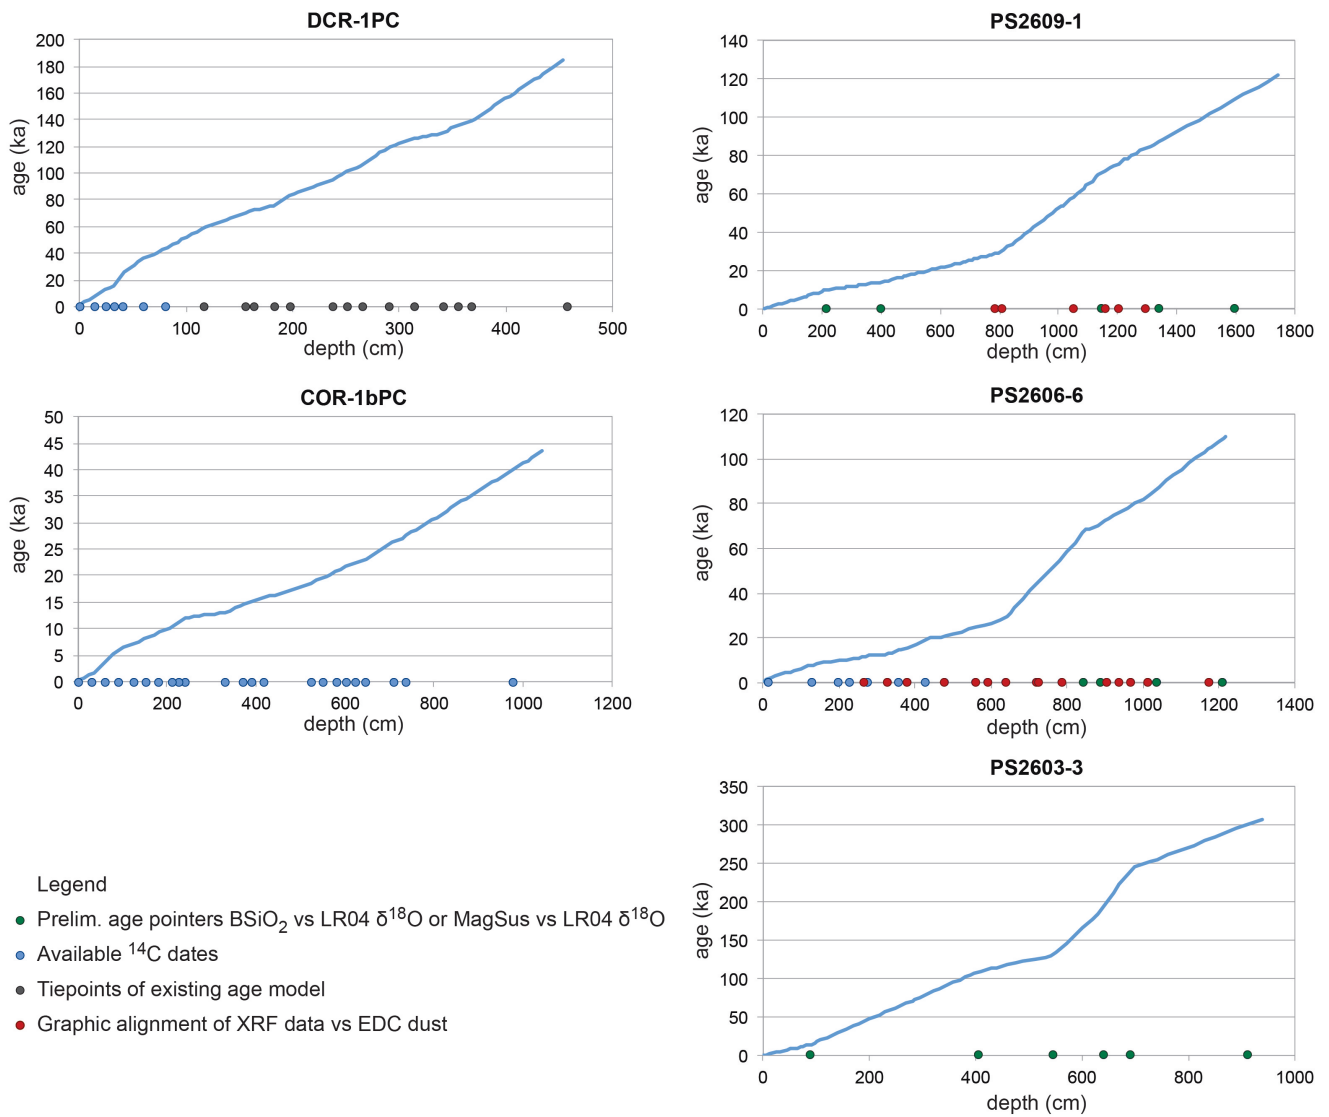 DCR-1PC
200
180
160
140
120
100
80
60
40
20
0
age (ka)
0 100 200 300 400 500
depth (cm)
PS2609-1
140
120
100
80
60
40
20
0
age (ka)
0 200 400 600 800 1000 1200 1400 1600 1800
depth (cm)
COR-1bPC
50
45
40
35
30
25
20
15
10
5
0
age (ka)
0 200 400 600 800 1000 1200
depth (cm)
PS2606-6
120
100
80
60
40
20
0
age (ka)
0 200 400 600 800 1000 1200 1400
depth (cm)
PS2603-3
350
300
250
200
150
100
50
0
age (ka)
0 200 400 600 800 1000
depth (cm)
Legend
Prelim. age pointers BSiO₂ vs LR04 δ¹⁸O or MagSus vs LR04 δ¹⁸O
Available ¹⁴C dates
Tiepoints of existing age model
Graphic alignment of XRF data vs EDC dust